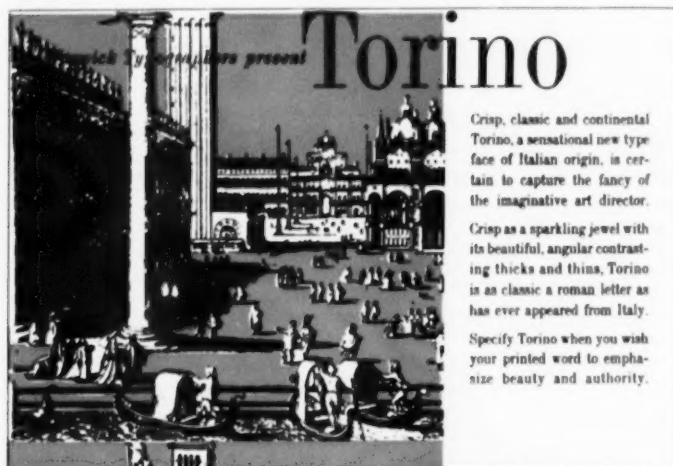 Typographers present
Torino
Crisp, classic and continental
Torino, a sensational new type
face of Italian origin, is cer-
tain to capture the fancy of
the imaginative art director.
Crisp as a sparkling jewel with
its beautiful, angular contrast-
ing thicks and thins, Torino
is as classic a roman letter as
has ever appeared from Italy.
Specify Torino when you wish
your printed word to empha-
size beauty and authority.